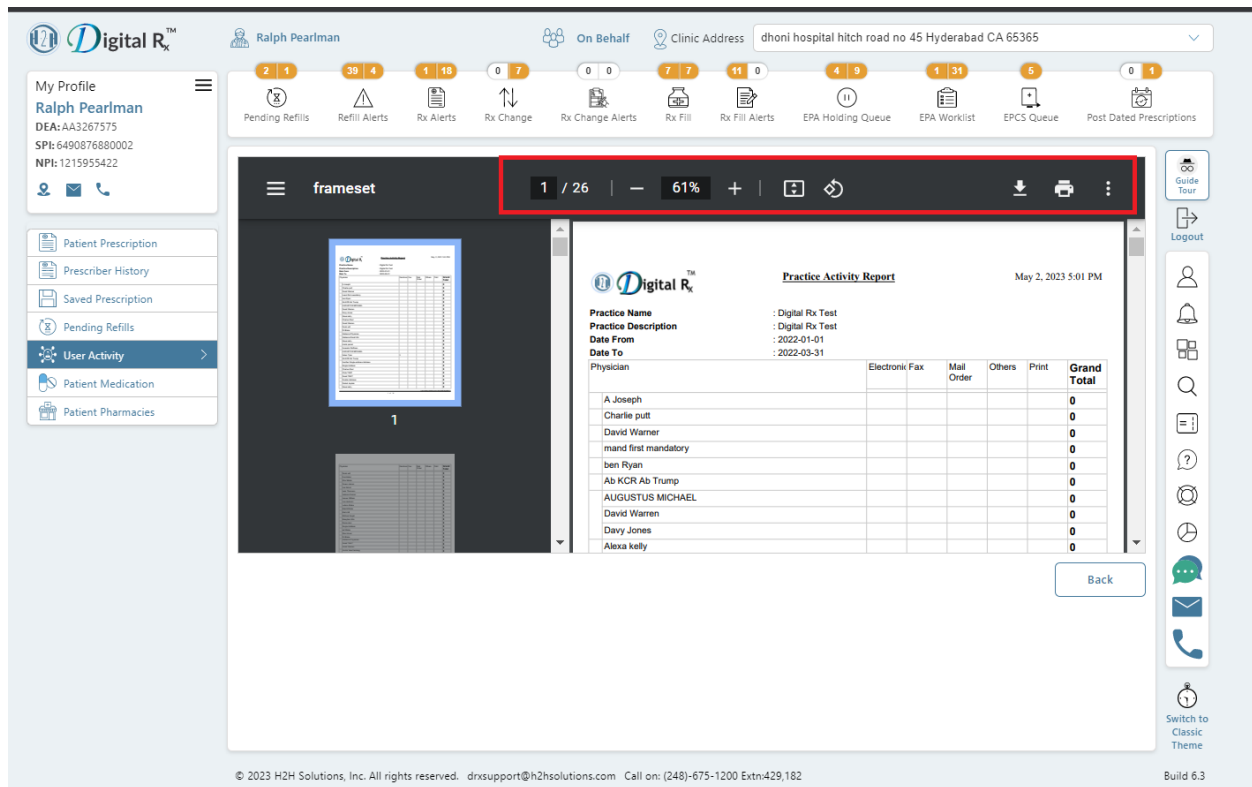 Digital Rx™
Ralph Pearlman
On Behalf
Clinic Address
dhoni hospital hitch road no 45 Hyderabad CA 65365
My Profile
Ralph Pearlman
DEA: AA3267575
SPI: 6490876880002
NPI: 1215955422
2 1
Pending Refills
39 4
Refill Alerts
1 18
Rx Alerts
0 7
Rx Change
0 0
Rx Change Alerts
7 7
Rx Fill
11 0
Rx Fill Alerts
4 9
EPA Holding Queue
1 31
EPA Worklist
5
EPCS Queue
0 1
Post Dated Prescriptions
Patient Prescription
Prescriber History
Saved Prescription
Pending Refills
User Activity
Patient Medication
Patient Pharmacies
frameset
1 / 26
61%
1
Digital Rx™
Practice Activity Report
May 2, 2023 5:01 PM
Practice Name : Digital Rx Test
Practice Description : Digital Rx Test
Date From : 2022-01-01
Date To : 2022-03-31
Physician Electronic Fax Mail Order Others Print Grand Total
A Joseph 0
Charlie putt 0
David Warner 0
mand first mandatory 0
ben Ryan 0
Ab KCR Ab Trump 0
AUGUSTUS MICHAEL 0
David Warren 0
Davy Jones 0
Alexa kelly 0
Back
Guide Tour
Logout
Switch to Classic Theme
© 2023 H2H Solutions, Inc. All rights reserved. drxsupport@h2hsolutions.com Call on: (248)-675-1200 Extn:429,182
Build 6.3